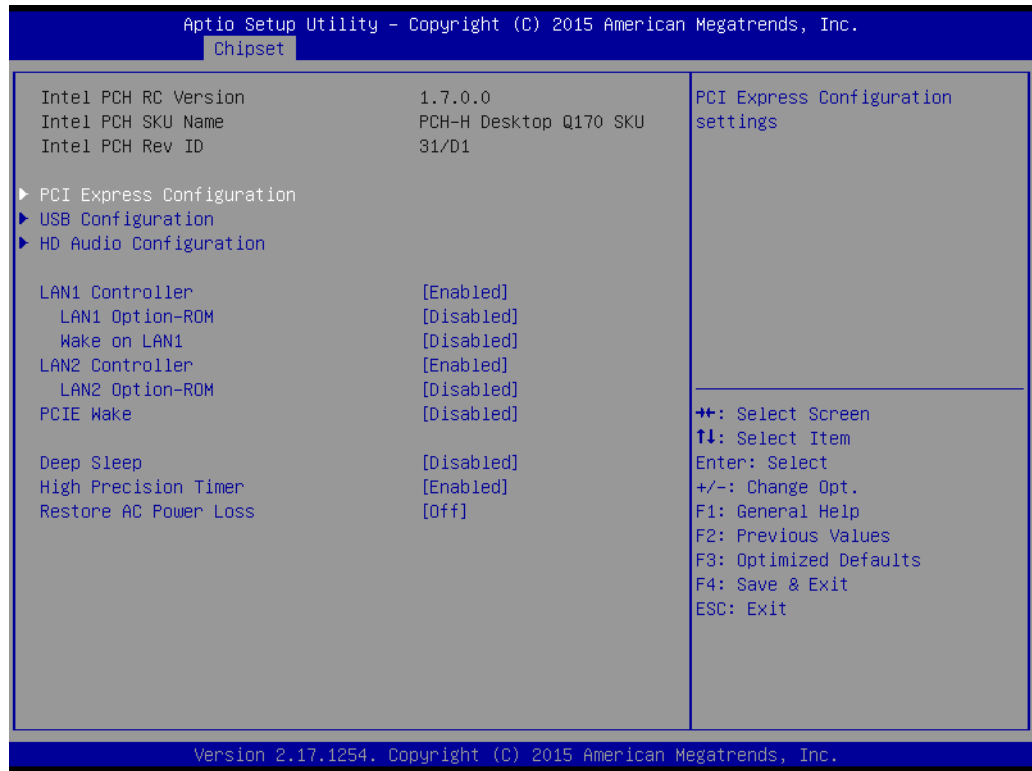 Aptio Setup Utility – Copyright (C) 2015 American Megatrends, Inc.
Chipset
Intel PCH RC Version 1.7.0.0
Intel PCH SKU Name PCH-H Desktop Q170 SKU
Intel PCH Rev ID 31/D1
▶ PCI Express Configuration
▶ USB Configuration
▶ HD Audio Configuration
LAN1 Controller [Enabled]
LAN1 Option-ROM [Disabled]
Wake on LAN1 [Disabled]
LAN2 Controller [Enabled]
LAN2 Option-ROM [Disabled]
PCIE Wake [Disabled]
Deep Sleep [Disabled]
High Precision Timer [Enabled]
Restore AC Power Loss [Off]
PCI Express Configuration
settings
→←: Select Screen
↑↓: Select Item
Enter: Select
+/-: Change Opt.
F1: General Help
F2: Previous Values
F3: Optimized Defaults
F4: Save & Exit
ESC: Exit
Version 2.17.1254. Copyright (C) 2015 American Megatrends, Inc.